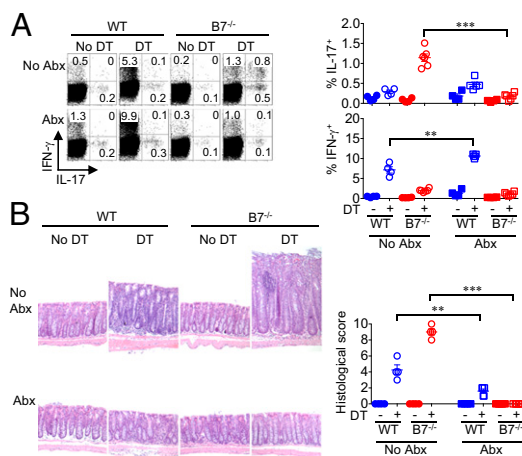 A
WT B7-/-
No DT DT No DT DT
No Abx
0.5 0 5.3 0.1 0.2 0 1.3 0.8
0.2 0.2 0.1 0.5
Abx
1.3 0 9.9 0.1 0.3 0 1.0 0.1
0.2 0.3 0.1 0.1
IFN-γ
IL-17
% IL-17+
2.0
1.5
1.0
0.5
0.0
***
% IFN-γ+
20
15
10
5
0
**
DT - + - + - + - +
WT B7-/- WT B7-/-
No Abx Abx
B
WT B7-/-
No DT DT No DT DT
No
Abx
Abx
Histological score
10
8
6
4
2
0
***
**
DT - + - + - + - +
WT B7-/- WT B7-/-
No Abx Abx